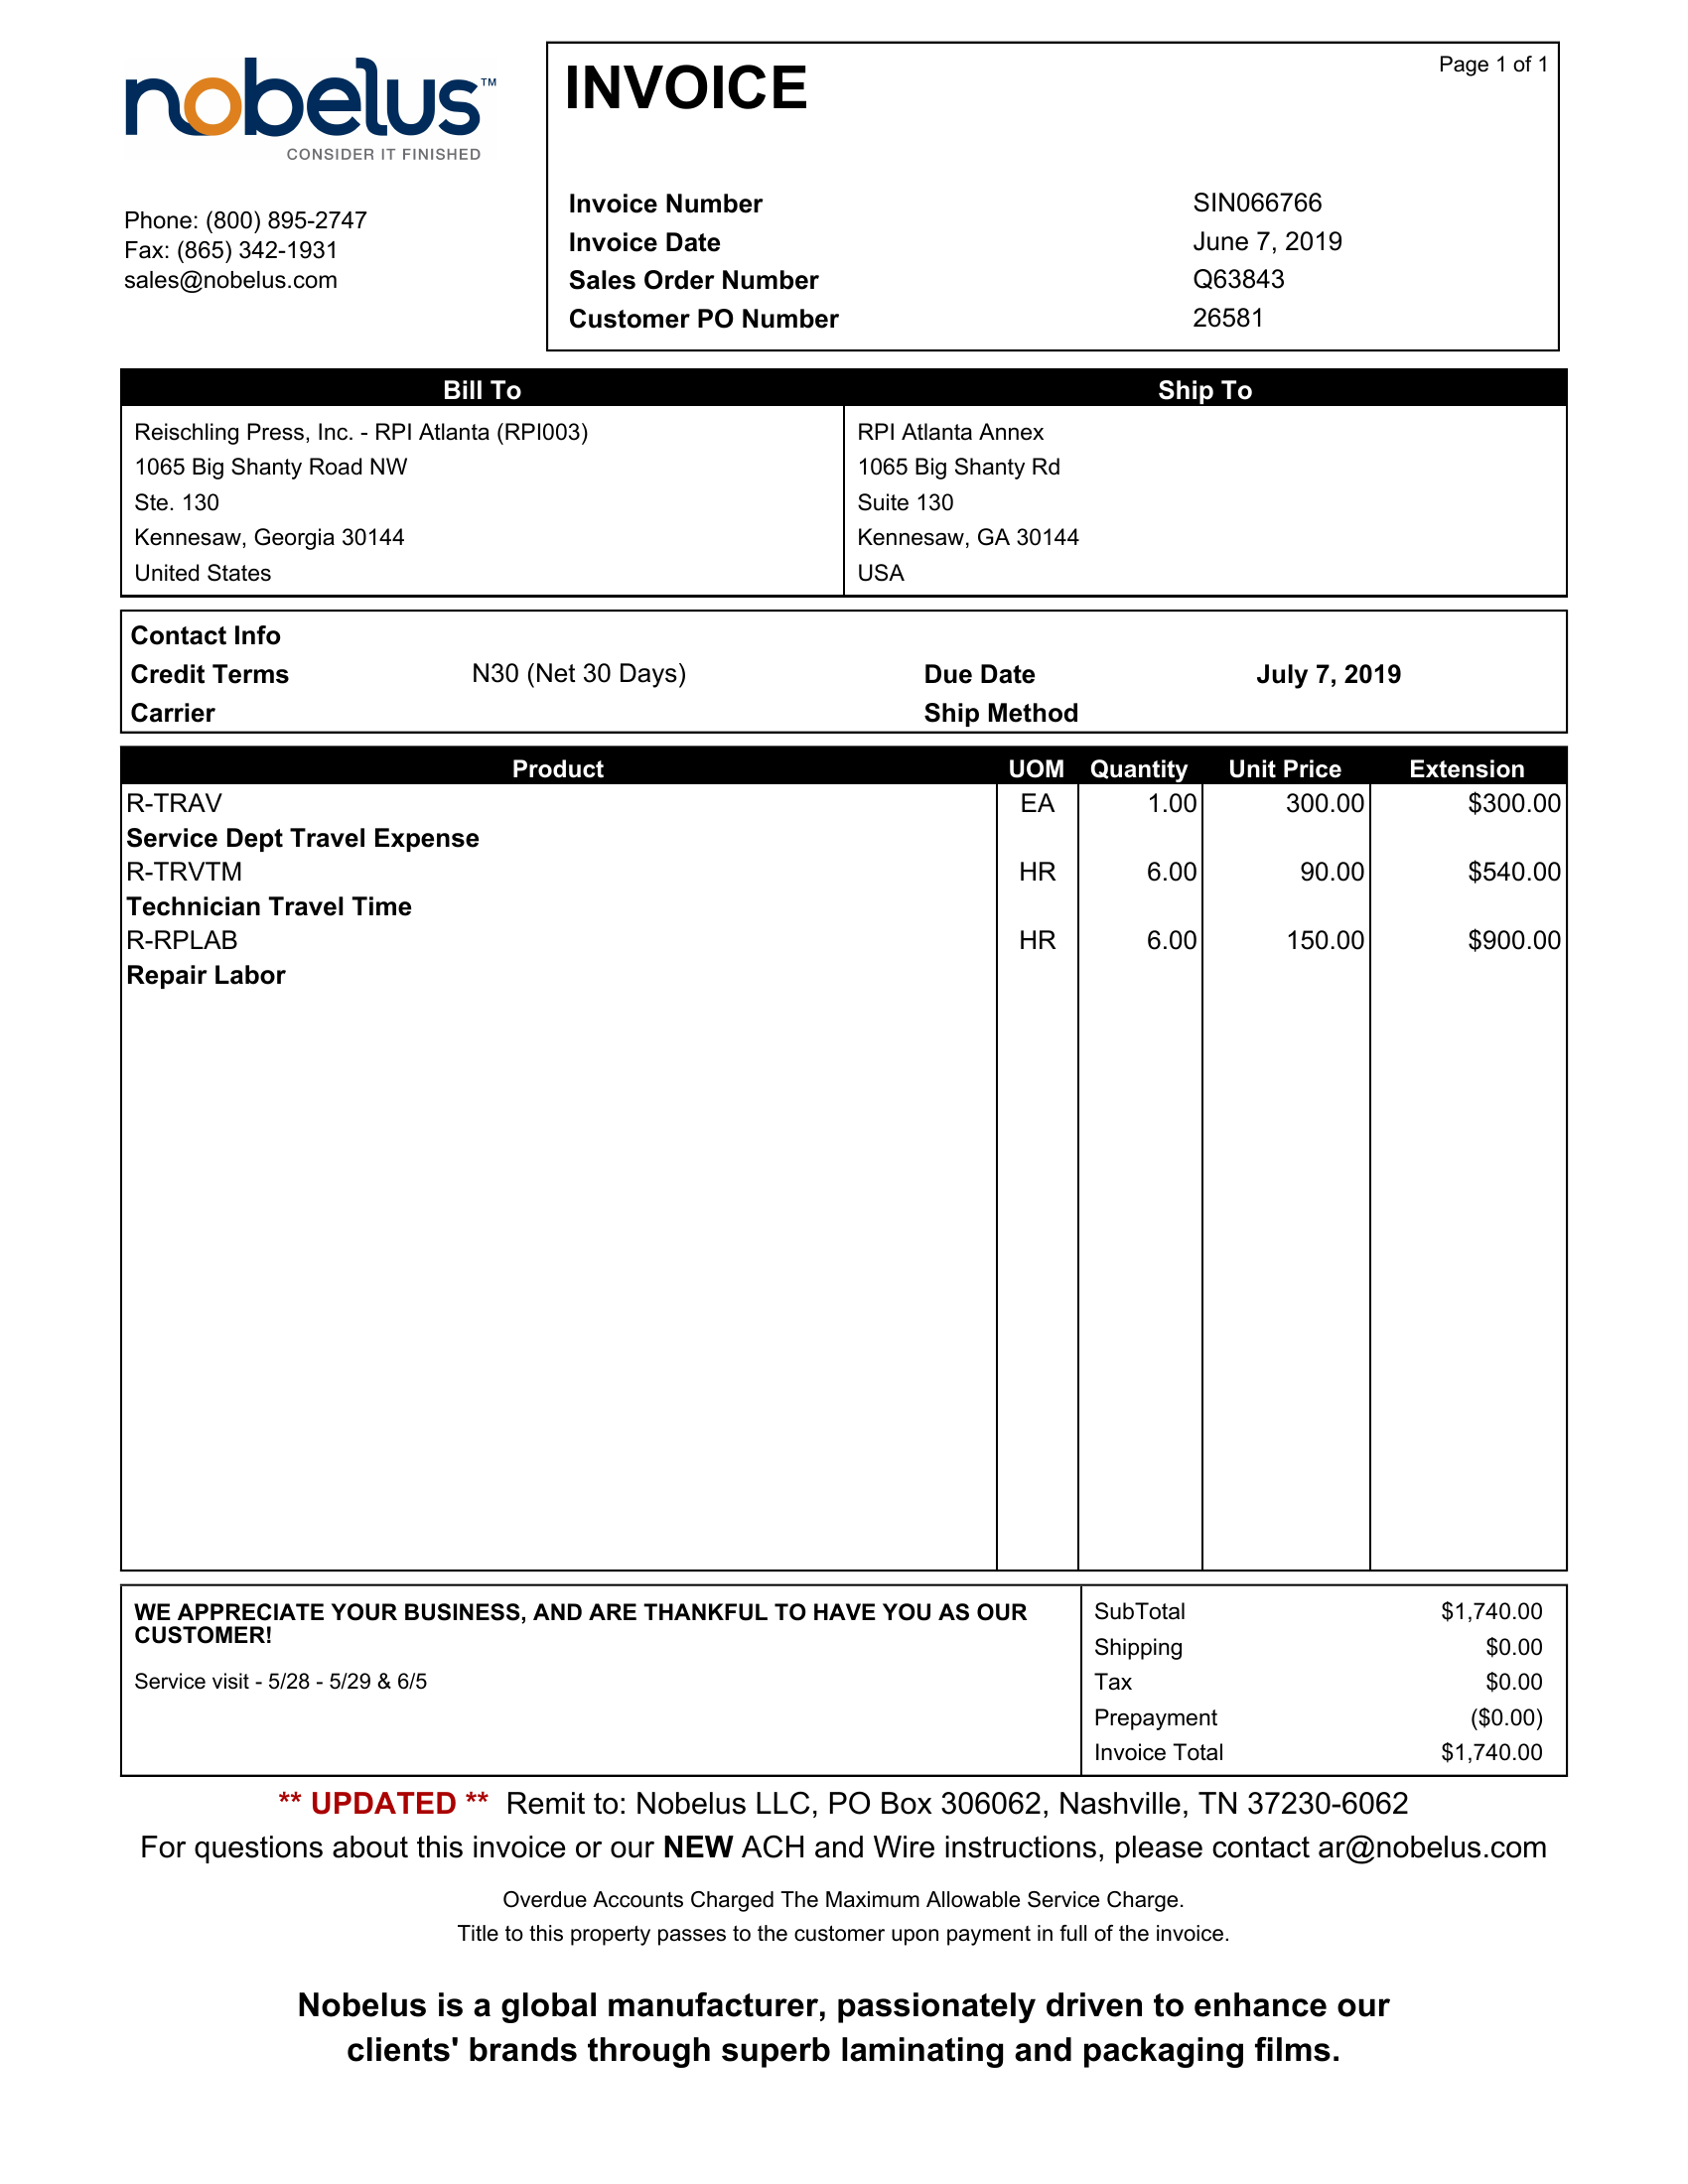 nobelus™
CONSIDER IT FINISHED
Phone: (800) 895-2747
Fax: (865) 342-1931
sales@nobelus.com
INVOICE
Page 1 of 1
Invoice Number SIN066766
Invoice Date June 7, 2019
Sales Order Number Q63843
Customer PO Number 26581
Bill To
Reischling Press, Inc. - RPI Atlanta (RPI003)
1065 Big Shanty Road NW
Ste. 130
Kennesaw, Georgia 30144
United States
Ship To
RPI Atlanta Annex
1065 Big Shanty Rd
Suite 130
Kennesaw, GA 30144
USA
Contact Info
Credit Terms N30 (Net 30 Days) Due Date July 7, 2019
Carrier Ship Method
Product UOM Quantity Unit Price Extension
R-TRAV EA 1.00 300.00 $300.00
Service Dept Travel Expense
R-TRVTM HR 6.00 90.00 $540.00
Technician Travel Time
R-RPLAB HR 6.00 150.00 $900.00
Repair Labor
WE APPRECIATE YOUR BUSINESS, AND ARE THANKFUL TO HAVE YOU AS OUR
CUSTOMER!
Service visit - 5/28 - 5/29 & 6/5
SubTotal $1,740.00
Shipping $0.00
Tax $0.00
Prepayment ($0.00)
Invoice Total $1,740.00
** UPDATED ** Remit to: Nobelus LLC, PO Box 306062, Nashville, TN 37230-6062
For questions about this invoice or our NEW ACH and Wire instructions, please contact ar@nobelus.com
Overdue Accounts Charged The Maximum Allowable Service Charge.
Title to this property passes to the customer upon payment in full of the invoice.
Nobelus is a global manufacturer, passionately driven to enhance our
clients' brands through superb laminating and packaging films.